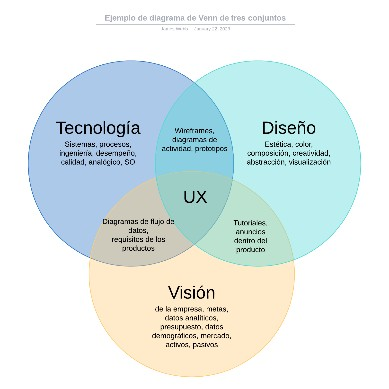 Ejemplo de diagrama de Venn de tres conjuntos
Tecnología
Sistemas, procesos,
ingeniería, desempeño,
calidad, analógico, SO
Wireframes,
diagramas de
actividad, prototipos
Diseño
Estética, color,
composición, creatividad,
abstracción, visualización
UX
Diagramas de flujo de
datos,
requisitos de los
productos
Tutoriales,
anuncios
dentro del
producto
Visión
de la empresa, metas,
datos analíticos,
presupuesto, datos
demográficos, mercado,
activos, pasivos